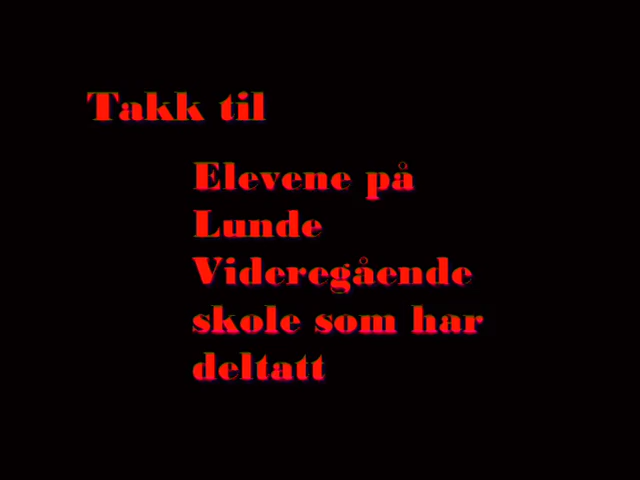 Takk til
Elevene på
Lunde
Videregående
skole som har
deltatt